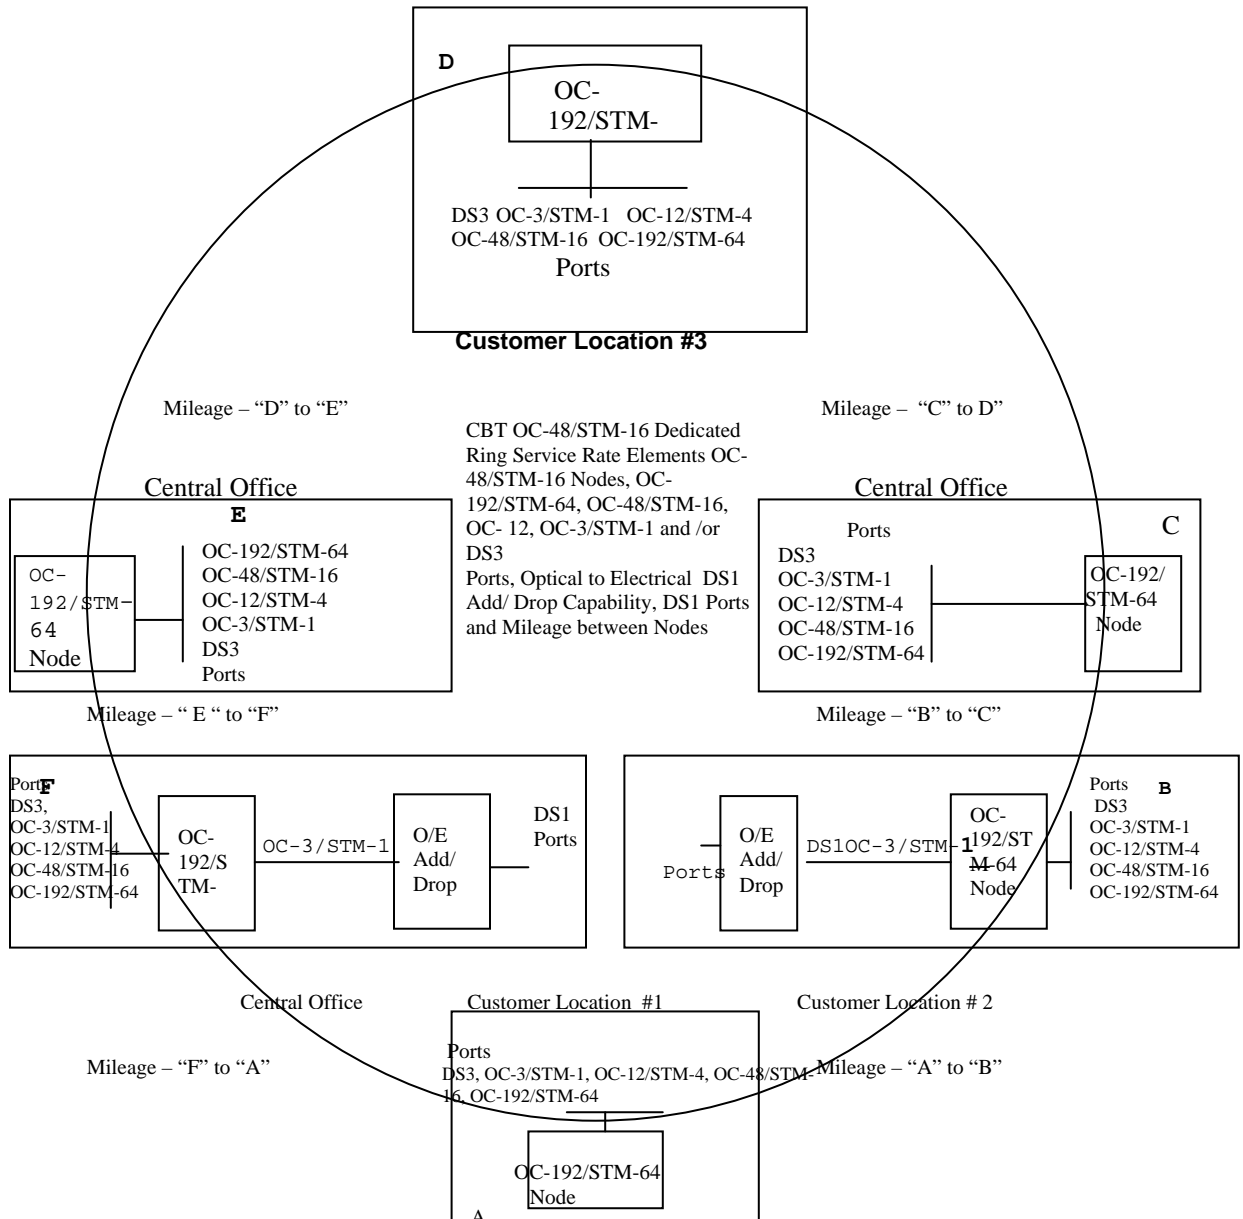 D
OC-
192/STM-
DS3 OC-3/STM-1 OC-12/STM-4
OC-48/STM-16 OC-192/STM-64
Ports
Customer Location #3
Mileage – “D” to “E”
Mileage – “C” to D”
CBT OC-48/STM-16 Dedicated
Ring Service Rate Elements OC-
48/STM-16 Nodes, OC-
192/STM-64, OC-48/STM-16,
OC- 12, OC-3/STM-1 and /or
DS3
Ports, Optical to Electrical DS1
Add/ Drop Capability, DS1 Ports
and Mileage between Nodes
Central Office
E
OC-192/STM-64
OC-48/STM-16
OC-12/STM-4
OC-3/STM-1
DS3
Ports
OC-
192/STM-
64
Node
Central Office
C
Ports
DS3
OC-3/STM-1
OC-12/STM-4
OC-48/STM-16
OC-192/STM-64
OC-192/
STM-64
Node
Mileage – “ E “ to “F”
Mileage – “B” to “C”
Ports
F
DS3,
OC-3/STM-1
OC-12/STM-4
OC-48/STM-16
OC-192/STM-64
OC-
192/S
TM-
OC-3/STM-1
O/E
Add/
Drop
DS1
Ports
Ports
O/E
Add/
Drop
DS1OC-3/STM-1
OC-
192/ST
M-64
Node
Ports
B
DS3
OC-3/STM-1
OC-12/STM-4
OC-48/STM-16
OC-192/STM-64
Central Office
Customer Location #1
Customer Location # 2
Mileage – “F” to “A”
Mileage – “A” to “B”
Ports
DS3, OC-3/STM-1, OC-12/STM-4, OC-48/STM-
16, OC-192/STM-64
OC-192/STM-64
Node
A